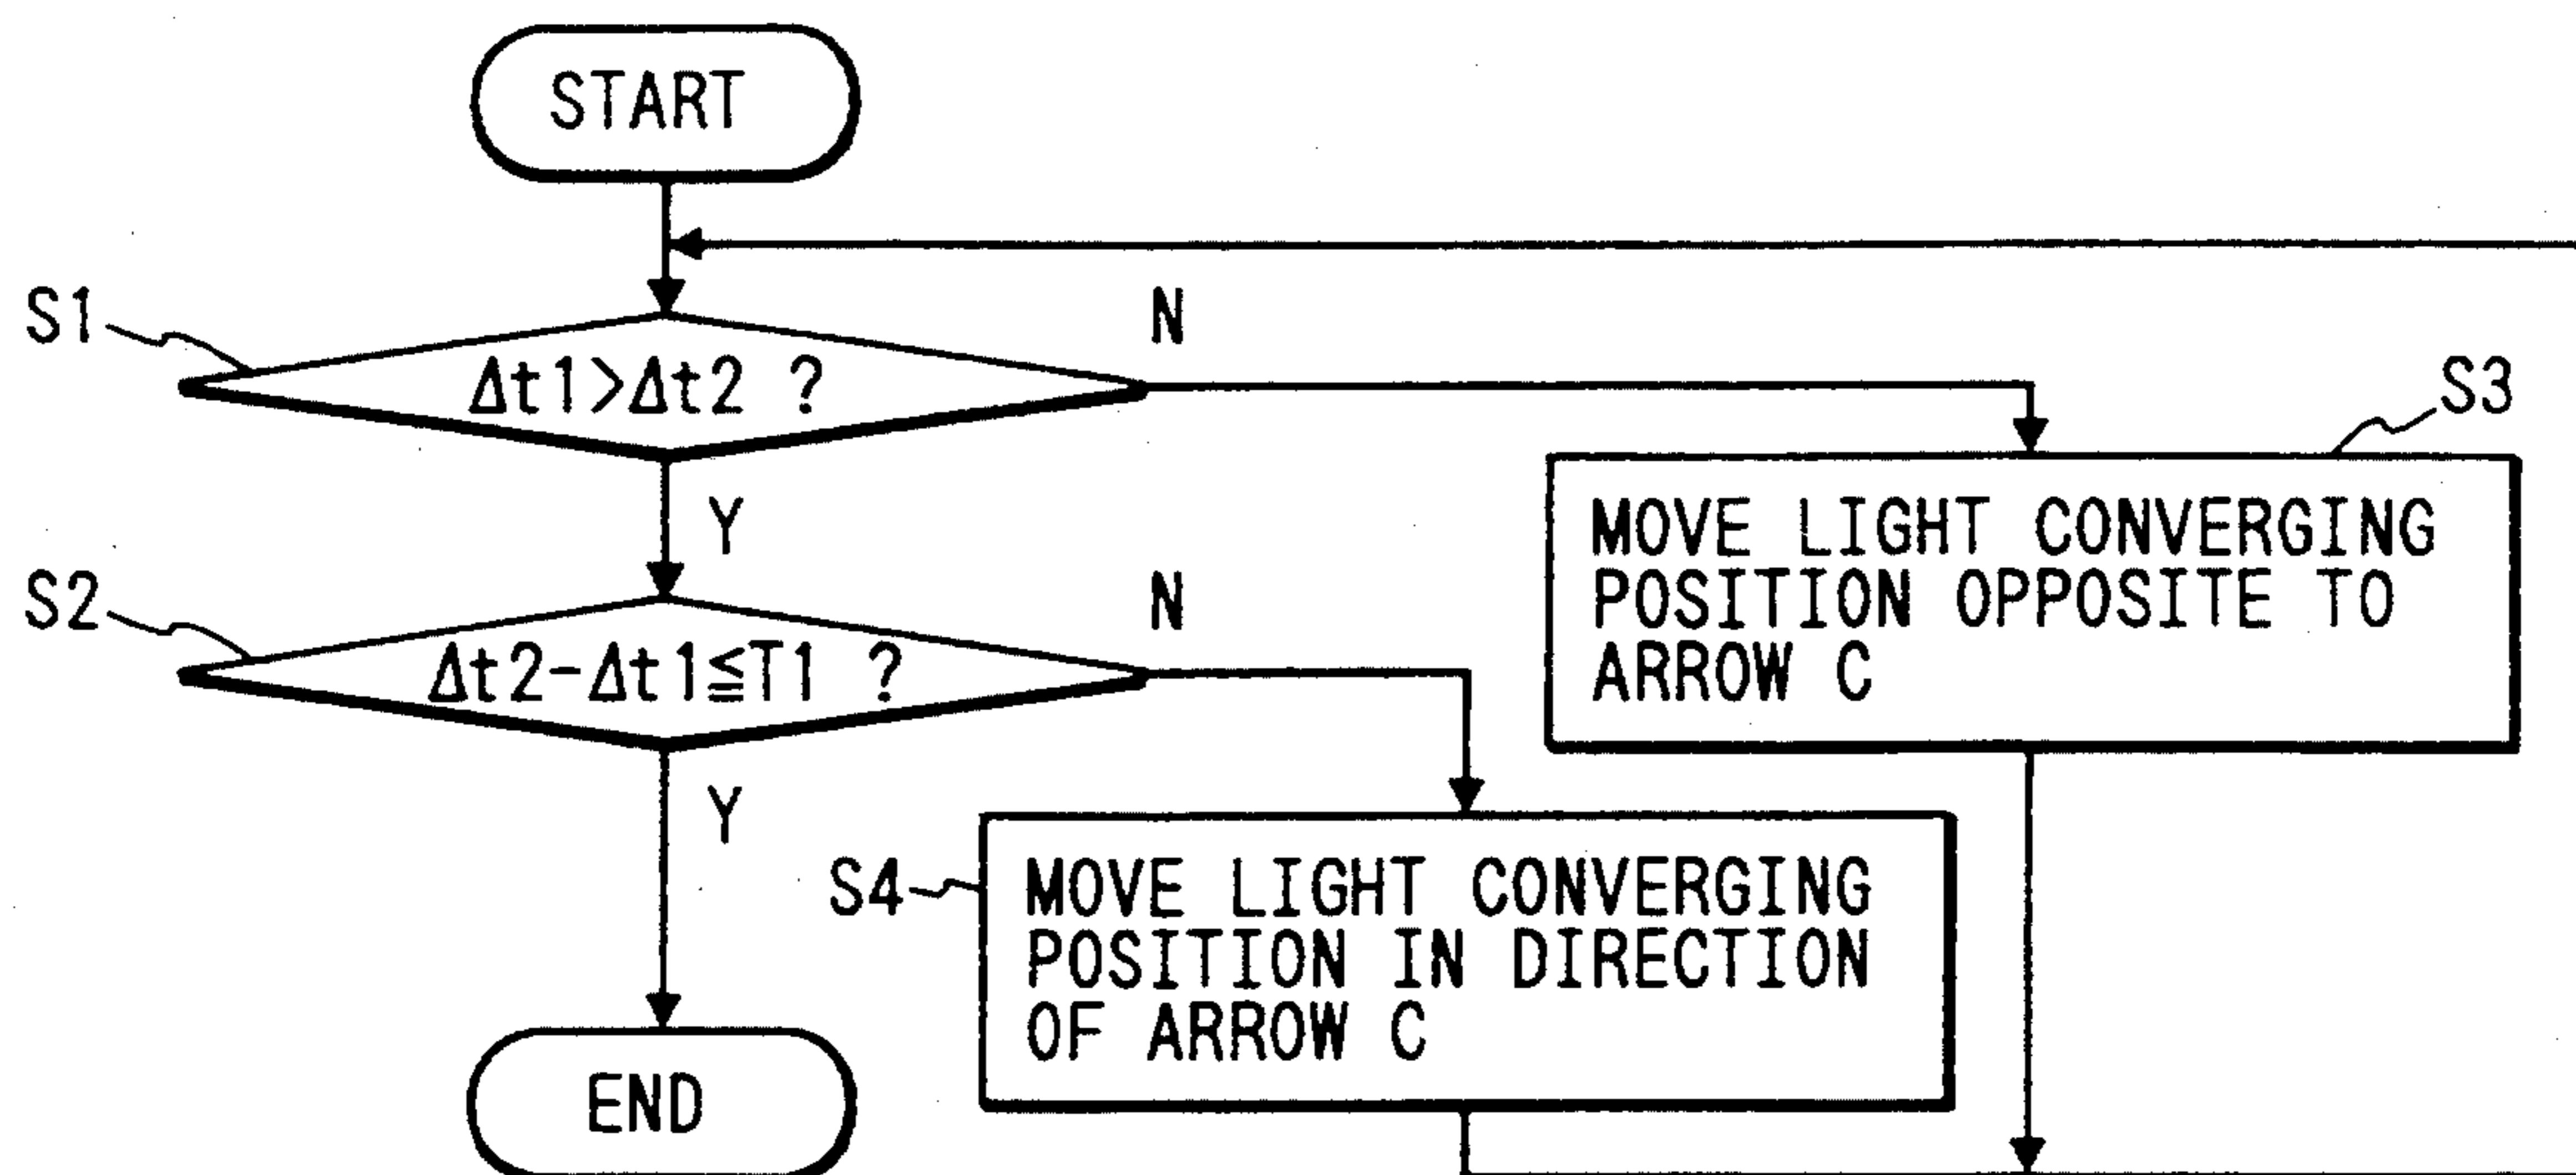 START
S1
Δt1>Δt2 ?
N
Y
S3
MOVE LIGHT CONVERGING
POSITION OPPOSITE TO
ARROW C
S2
Δt2-Δt1≦T1 ?
N
Y
S4
MOVE LIGHT CONVERGING
POSITION IN DIRECTION
OF ARROW C
END